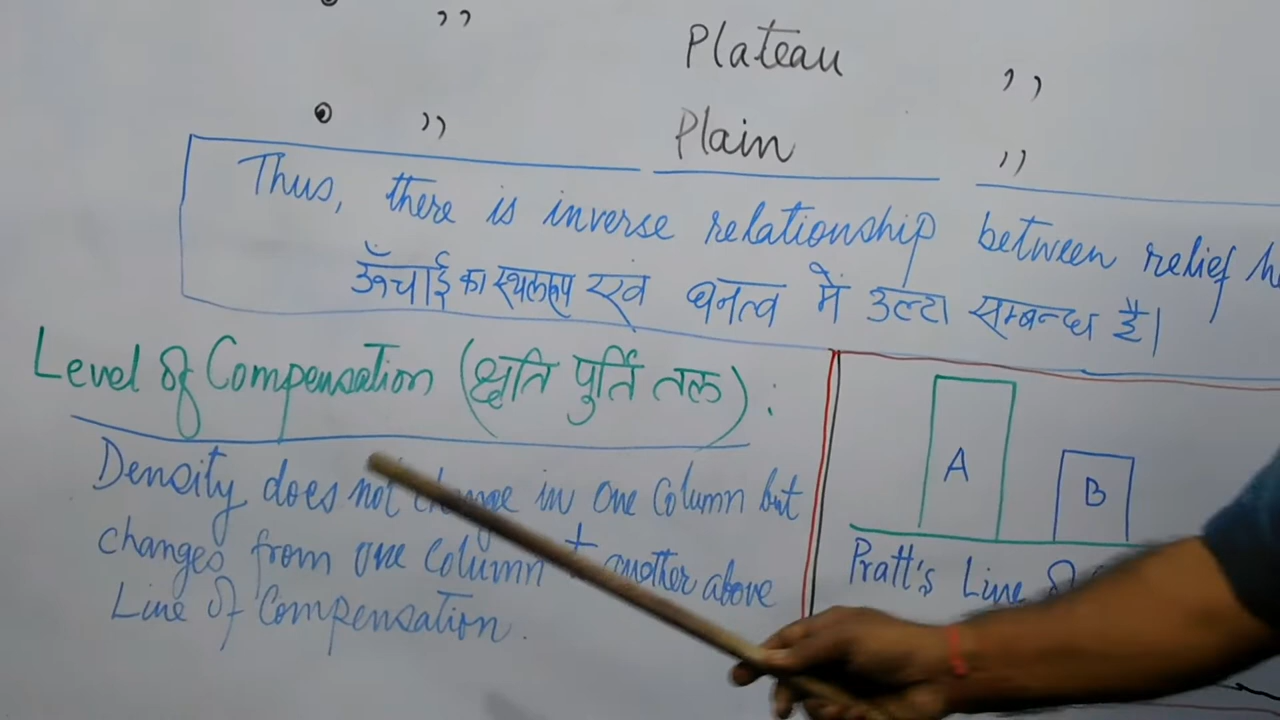 ,, Plateau ,,
,, Plain ,,
Thus, there is inverse relationship between relief
ऊँचाई का स्थलरूप एवं घनत्व में उल्टा सम्बन्ध है।
Level of Compensation (क्षति पुर्ति तल) :
Density does not change in one Column but
changes from one Column another above
Line of Compensation.
A
B
Pratt's Line of